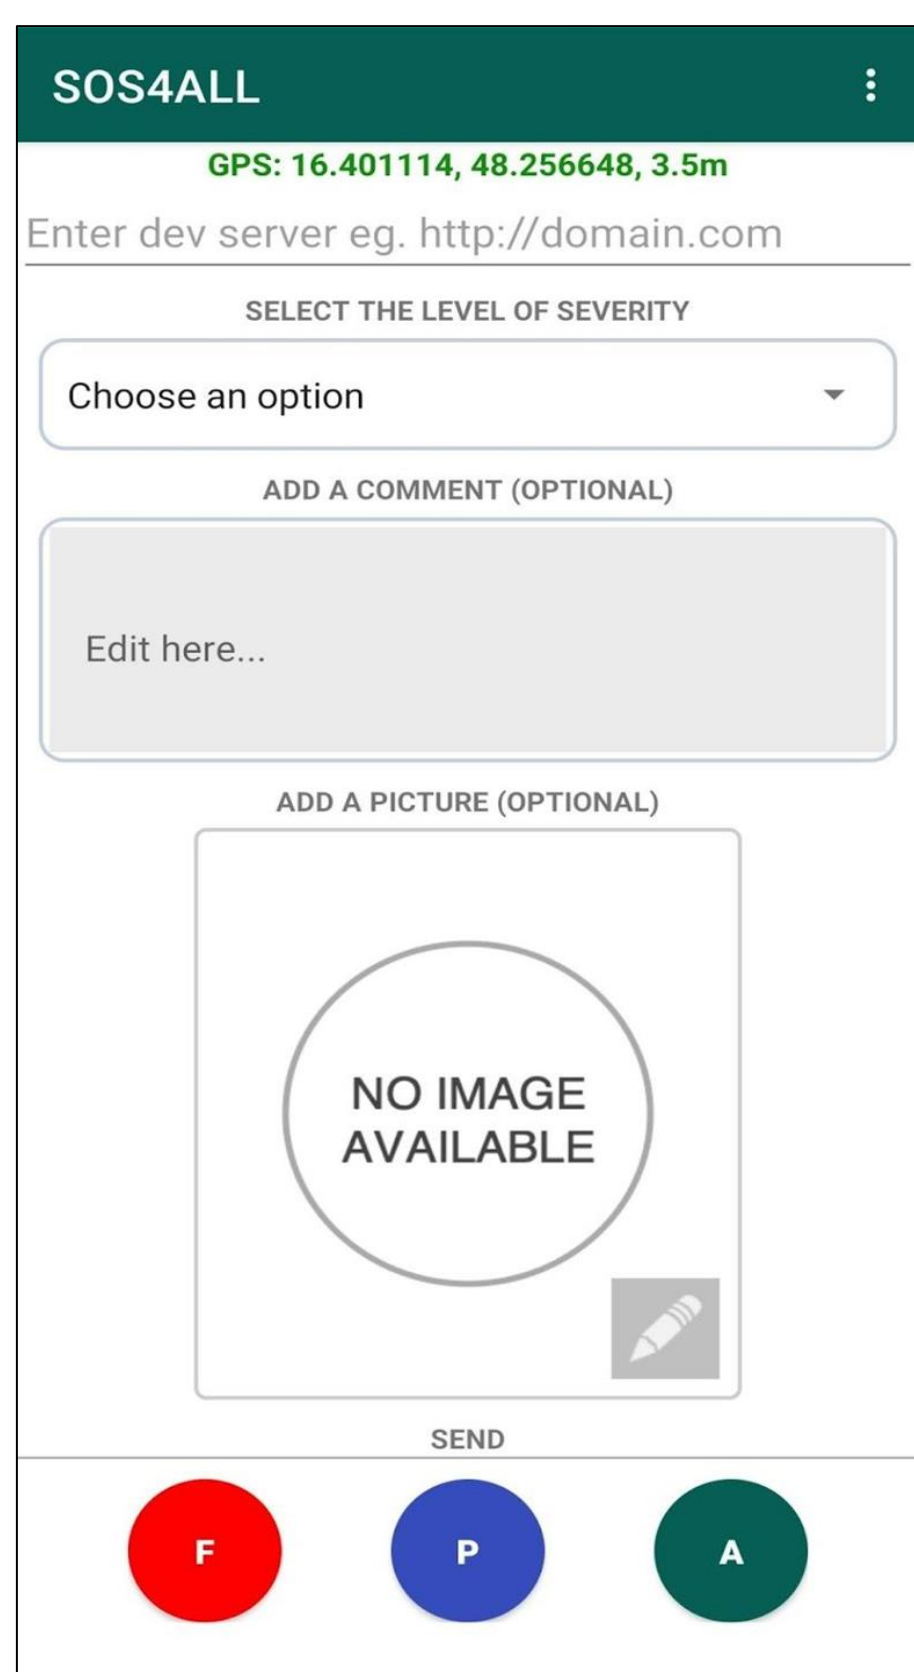 SOS4ALL
GPS: 16.401114, 48.256648, 3.5m
Enter dev server eg. http://domain.com
SELECT THE LEVEL OF SEVERITY
Choose an option
ADD A COMMENT (OPTIONAL)
Edit here...
ADD A PICTURE (OPTIONAL)
NO IMAGE
AVAILABLE
SEND
F P A